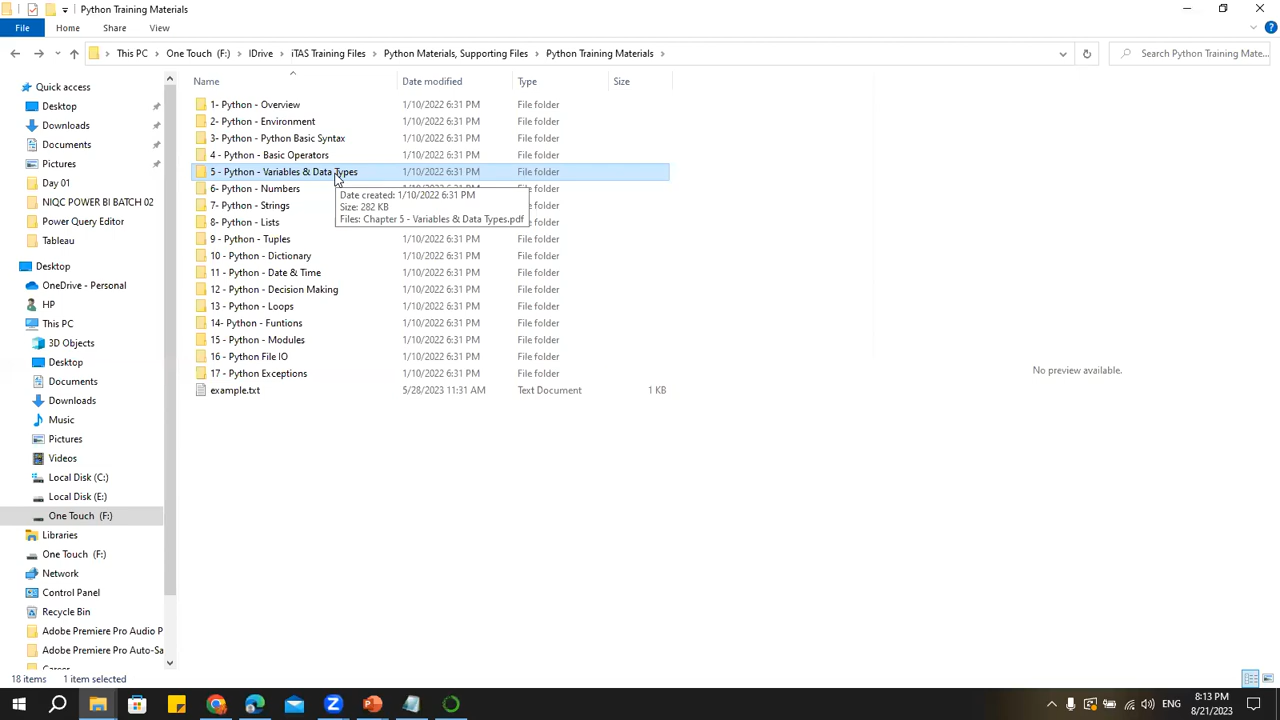 Python Training Materials
File Home Share View
This PC One Touch (F:) IDrive iTAS Training Files Python Materials, Supporting Files Python Training Materials Search Python Training Mate...
Name Date modified Type Size
Quick access
Desktop
Downloads
Documents
Pictures
Day 01
NIQC POWER BI BATCH 02
Power Query Editor
Tableau
Desktop
OneDrive - Personal
HP
This PC
3D Objects
Desktop
Documents
Downloads
Music
Pictures
Videos
Local Disk (C:)
Local Disk (E:)
One Touch (F:)
Libraries
One Touch (F:)
Network
Control Panel
Recycle Bin
Adobe Premiere Pro Audio P
Adobe Premiere Pro Auto-Sa
1- Python - Overview 1/10/2022 6:31 PM File folder
2- Python - Environment 1/10/2022 6:31 PM File folder
3- Python - Python Basic Syntax 1/10/2022 6:31 PM File folder
4 - Python - Basic Operators 1/10/2022 6:31 PM File folder
5 - Python - Variables & Data Types 1/10/2022 6:31 PM File folder
6- Python - Numbers 1/10/2022 6:31 PM File folder
Date created: 1/10/2022 6:31 PM
Size: 282 KB
Files: Chapter 5 - Variables & Data Types.pdf
7- Python - Strings File folder
8- Python - Lists File folder
9 - Python - Tuples 1/10/2022 6:31 PM File folder
10 - Python - Dictionary 1/10/2022 6:31 PM File folder
11 - Python - Date & Time 1/10/2022 6:31 PM File folder
12 - Python - Decision Making 1/10/2022 6:31 PM File folder
13 - Python - Loops 1/10/2022 6:31 PM File folder
14- Python - Funtions 1/10/2022 6:31 PM File folder
15 - Python - Modules 1/10/2022 6:31 PM File folder
16 - Python File IO 1/10/2022 6:31 PM File folder
17 - Python Exceptions 1/10/2022 6:31 PM File folder
example.txt 5/28/2023 11:31 AM Text Document 1 KB
No preview available.
18 items 1 item selected
ENG
8:13 PM
8/21/2023